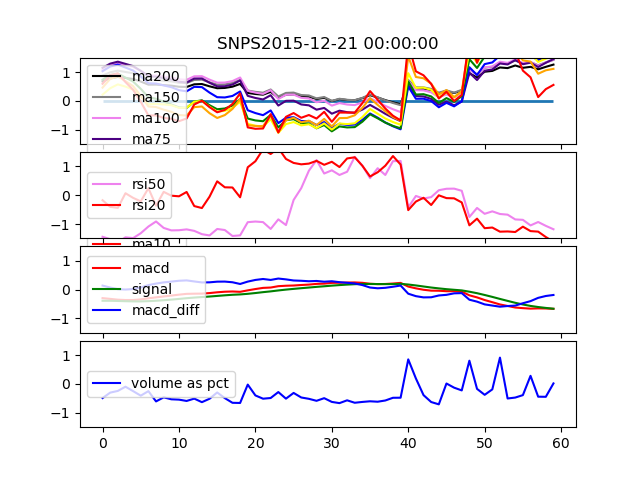 SNPS2015-12-21 00:00:00
1
0
−1
ma200
ma150
ma100
ma75
1
0
−1
rsi50
rsi20
ma10
1
0
−1
macd
signal
macd_diff
1
0
−1
volume as pct
0 10 20 30 40 50 60